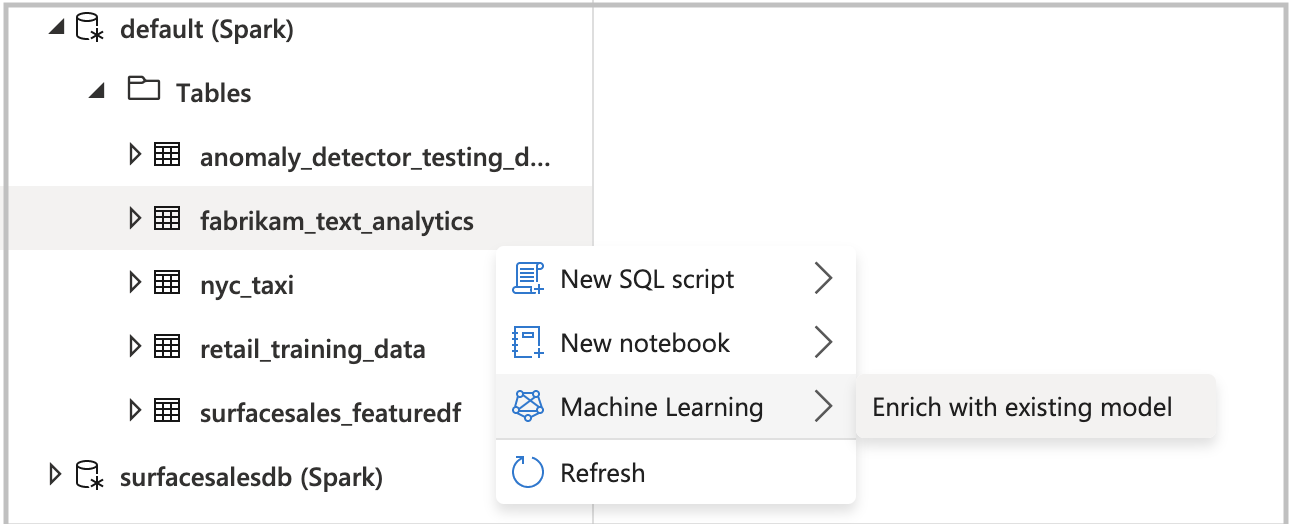 default (Spark)
Tables
anomaly_detector_testing_d...
fabrikam_text_analytics
nyc_taxi
retail_training_data
surfacesales_featuredf
surfacesalesdb (Spark)
New SQL script
New notebook
Machine Learning
Enrich with existing model
Refresh